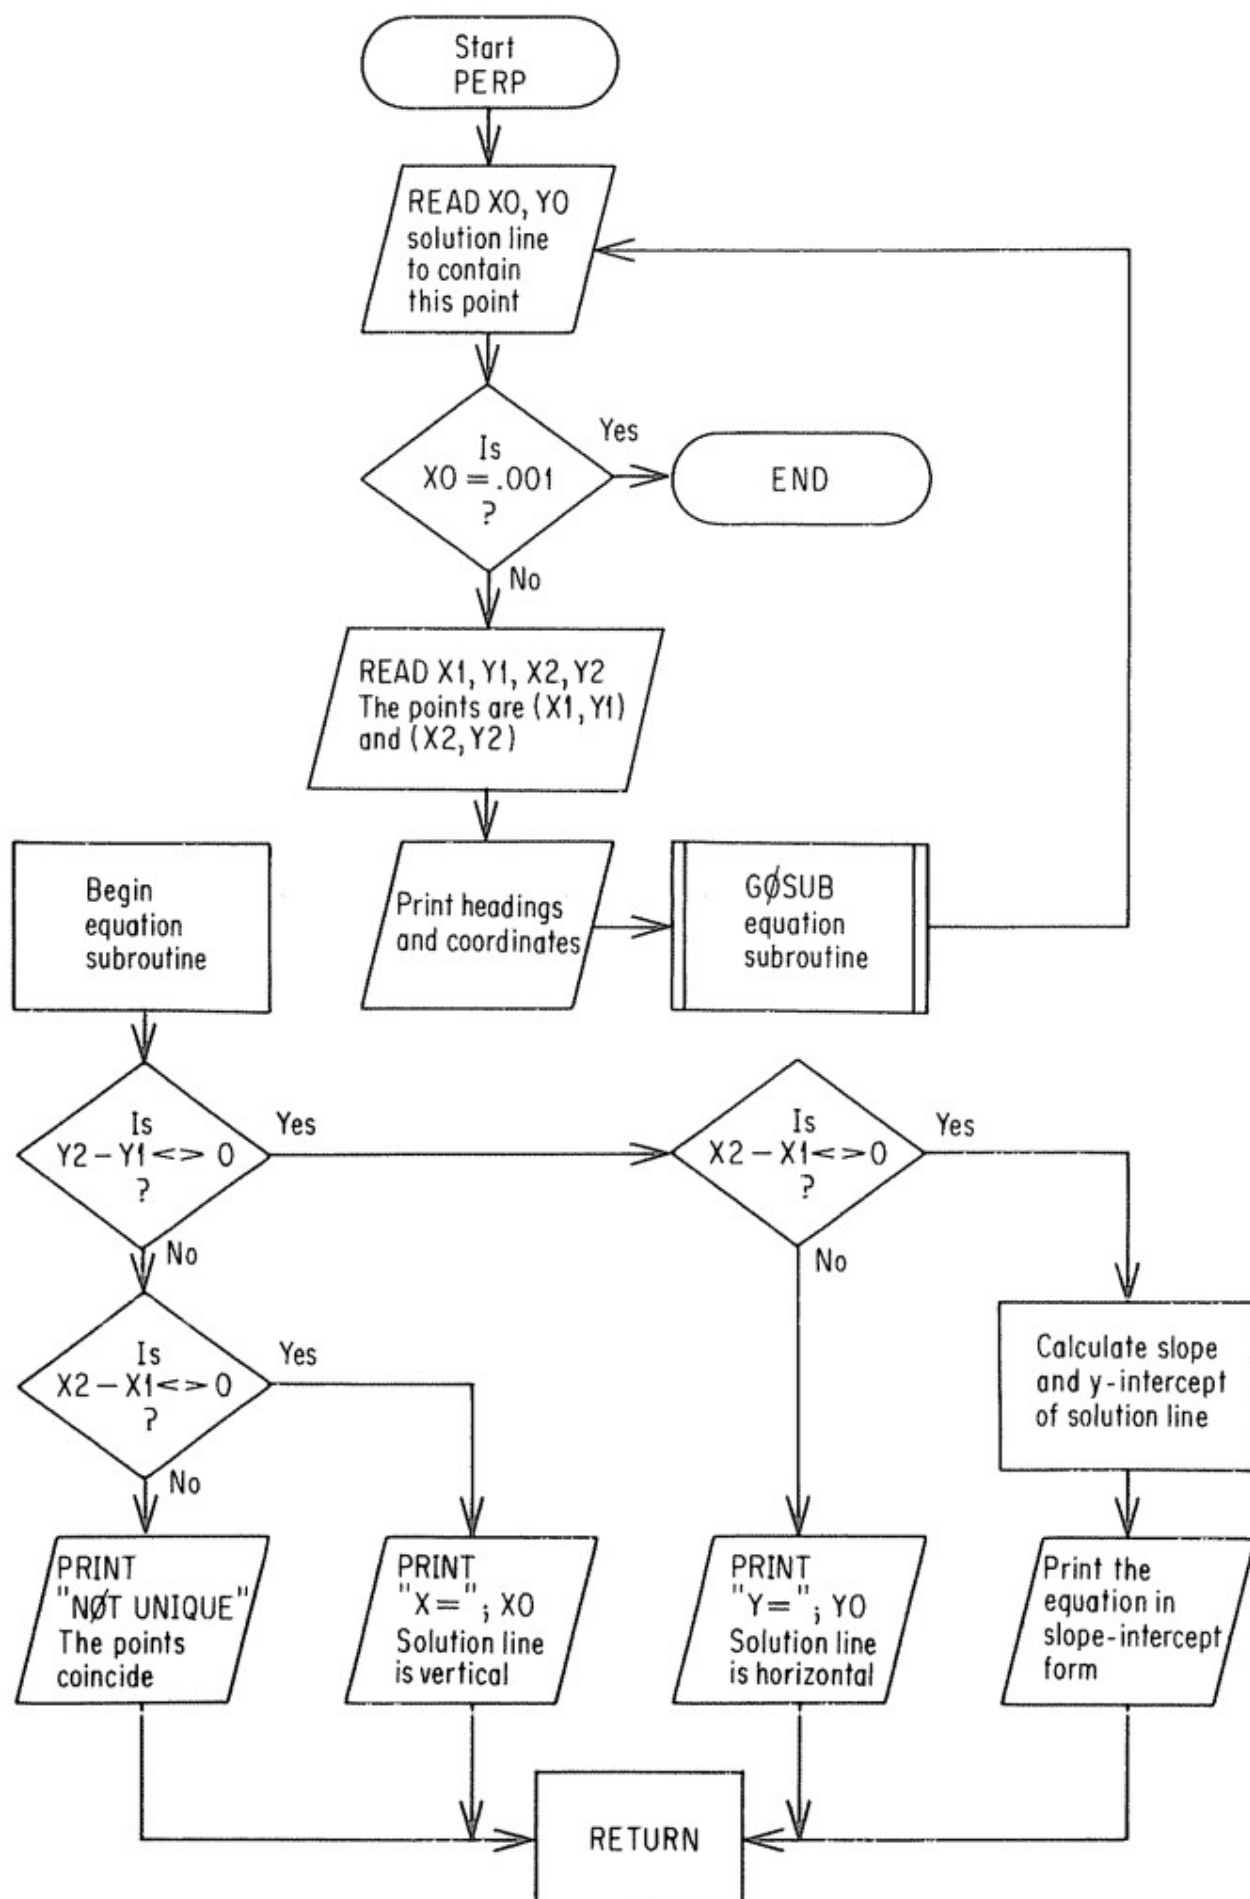 Start
PERP
READ X0, Y0
solution line
to contain
this point
Is
X0 = .001
?
Yes
END
No
READ X1, Y1, X2, Y2
The points are (X1, Y1)
and (X2, Y2)
Begin
equation
subroutine
Print headings
and coordinates
GØSUB
equation
subroutine
Is
Y2 – Y1 <> 0
?
Yes
No
Is
X2 – X1 <> 0
?
Yes
No
Is
X2 – X1 <> 0
?
Yes
No
Calculate slope
and y-intercept
of solution line
PRINT
"NØT UNIQUE"
The points
coincide
PRINT
"X="; X0
Solution line
is vertical
PRINT
"Y="; Y0
Solution line
is horizontal
Print the
equation in
slope-intercept
form
RETURN